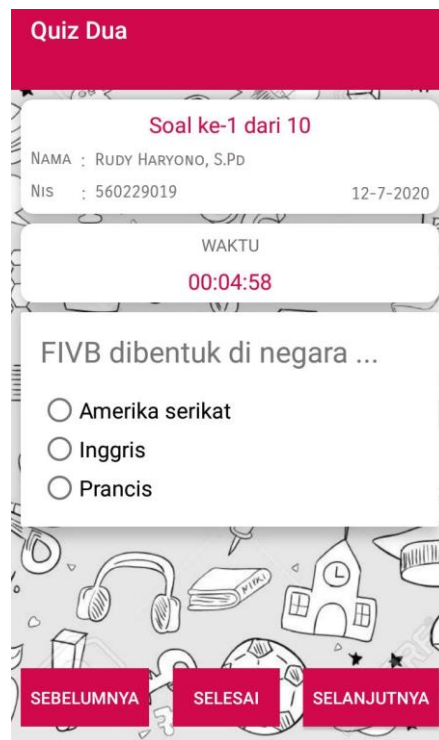 Quiz Dua
Soal ke-1 dari 10
Nama : Rudy Haryono, S.Pd
Nis : 560229019 12-7-2020
WAKTU
00:04:58
FIVB dibentuk di negara ...
Amerika serikat
Inggris
Prancis
SEBELUMNYA SELESAI SELANJUTNYA